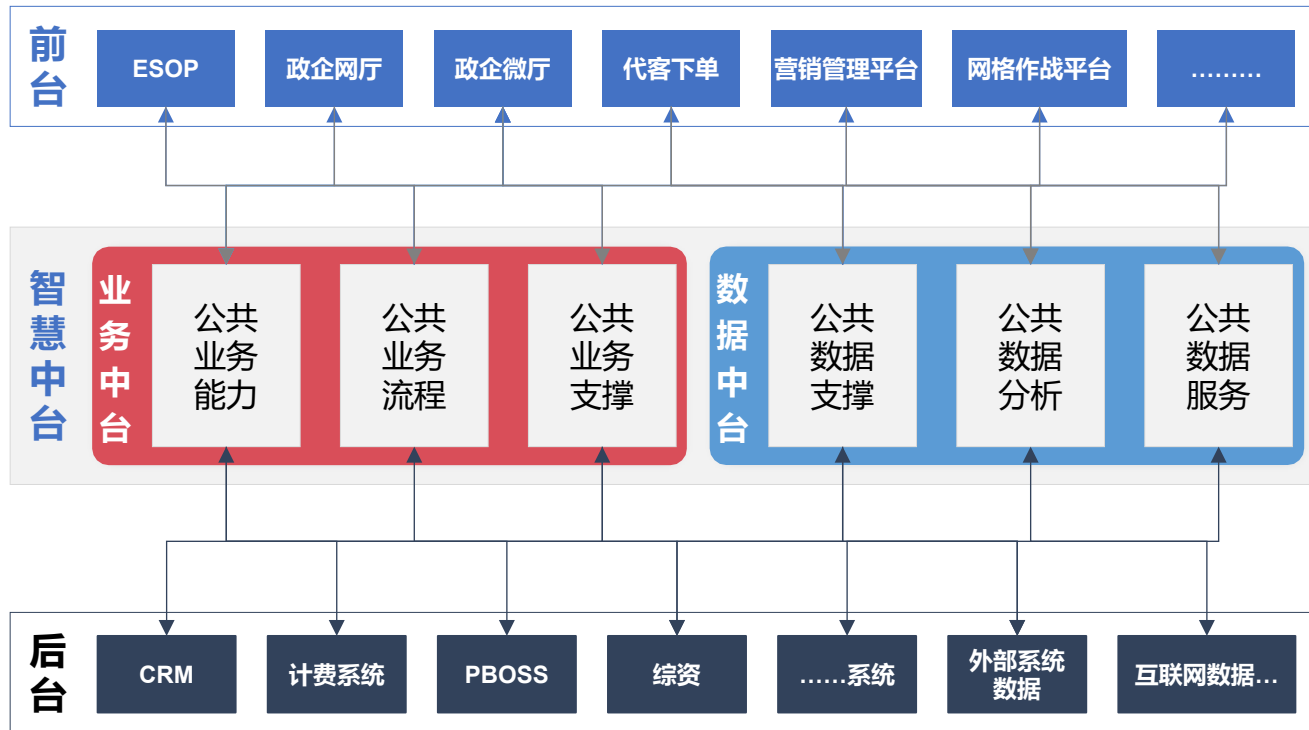 前
台
ESOP
政企网厅
政企微厅
代客下单
营销管理平台
网格作战平台
………
智
慧
中
台
业
务
中
台
公共
业务
能力
公共
业务
流程
公共
业务
支撑
数
据
中
台
公共
数据
支撑
公共
数据
分析
公共
数据
服务
后
台
CRM
计费系统
PBOSS
综资
……系统
外部系统
数据
互联网数据…